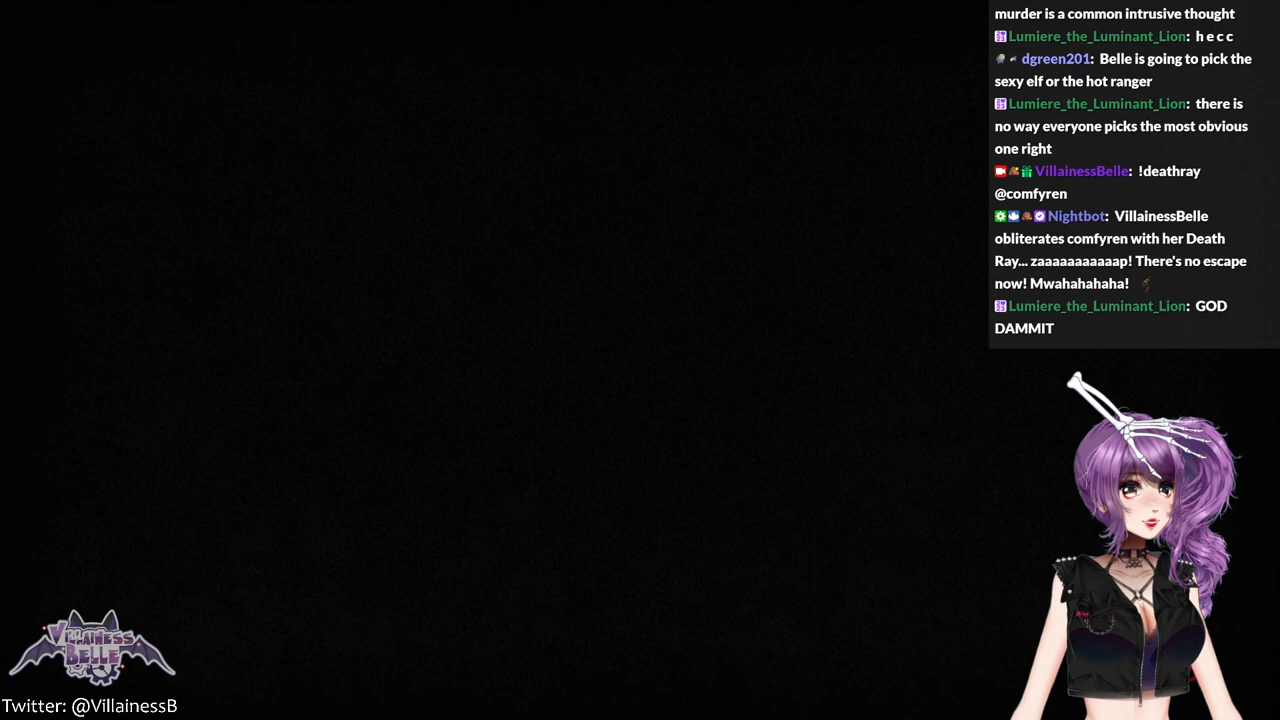 murder is a common intrusive thought
Lumiere_the_Luminant_Lion: h e c c
dgreen201: Belle is going to pick the
sexy elf or the hot ranger
Lumiere_the_Luminant_Lion: there is
no way everyone picks the most obvious
one right
VillainessBelle: !deathray
@comfyren
Nightbot: VillainessBelle
obliterates comfyren with her Death
Ray... zaaaaaaaaaap! There's no escape
now! Mwahahahaha!
Lumiere_the_Luminant_Lion: GOD
DAMMIT
VILLAINESS
BELLE
Twitter: @VillainessB